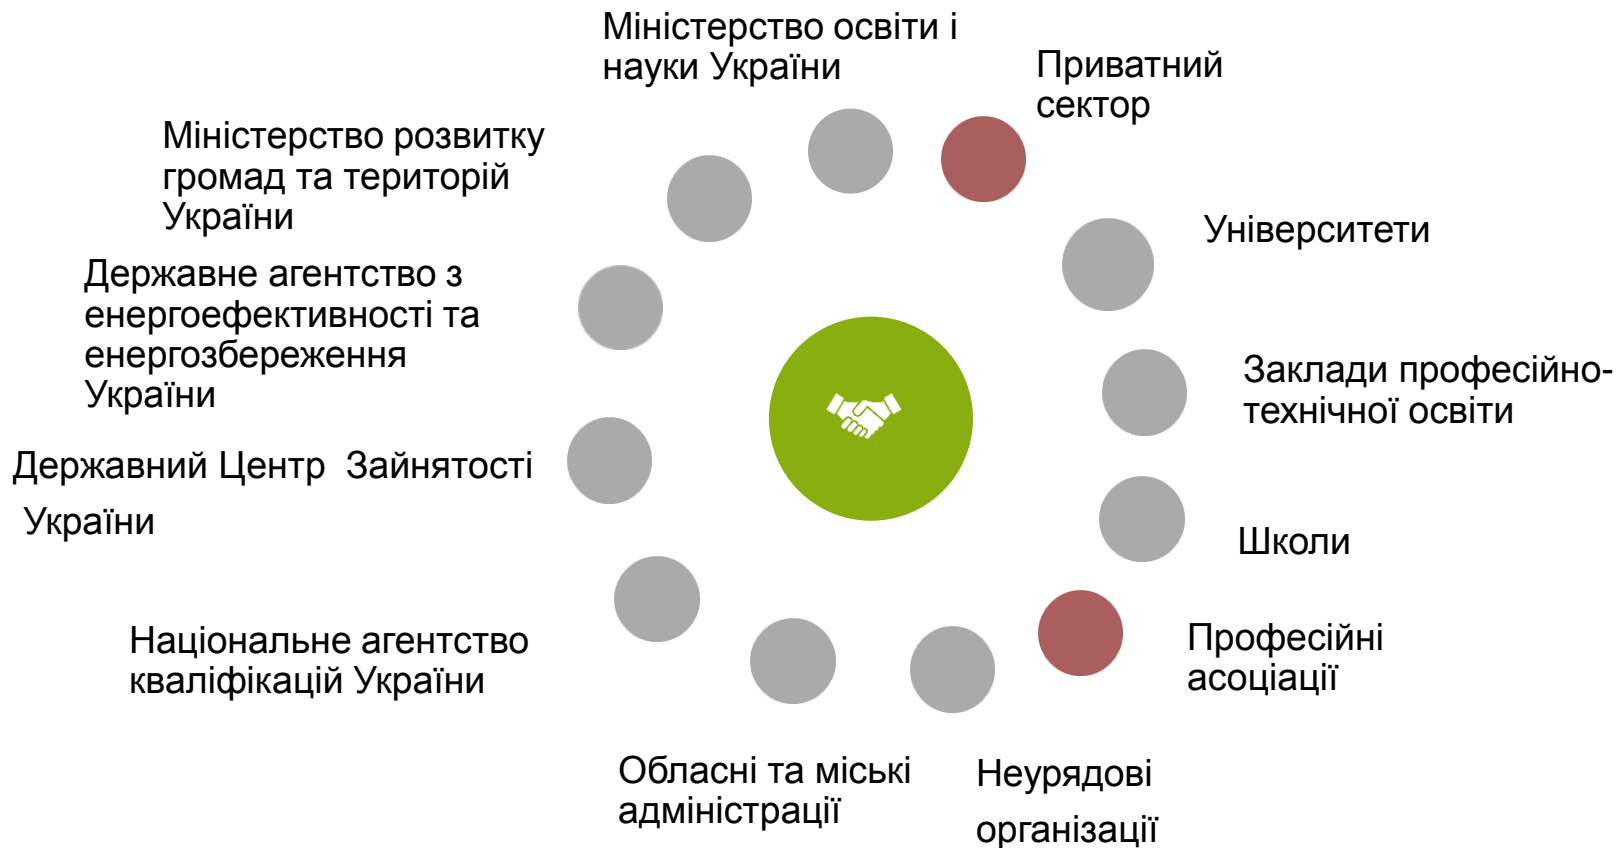 Міністерство освіти і
науки України
Приватний
сектор
Міністерство розвитку
громад та територій
України
Університети
Державне агентство з
енергоефективності та
енергозбереження
України
Заклади професійно-
технічної освіти
Державний Центр  Зайнятості
України
Школи
Національне агентство
кваліфікацій України
Професійні
асоціації
Обласні та міські
адміністрації
Неурядові
організації